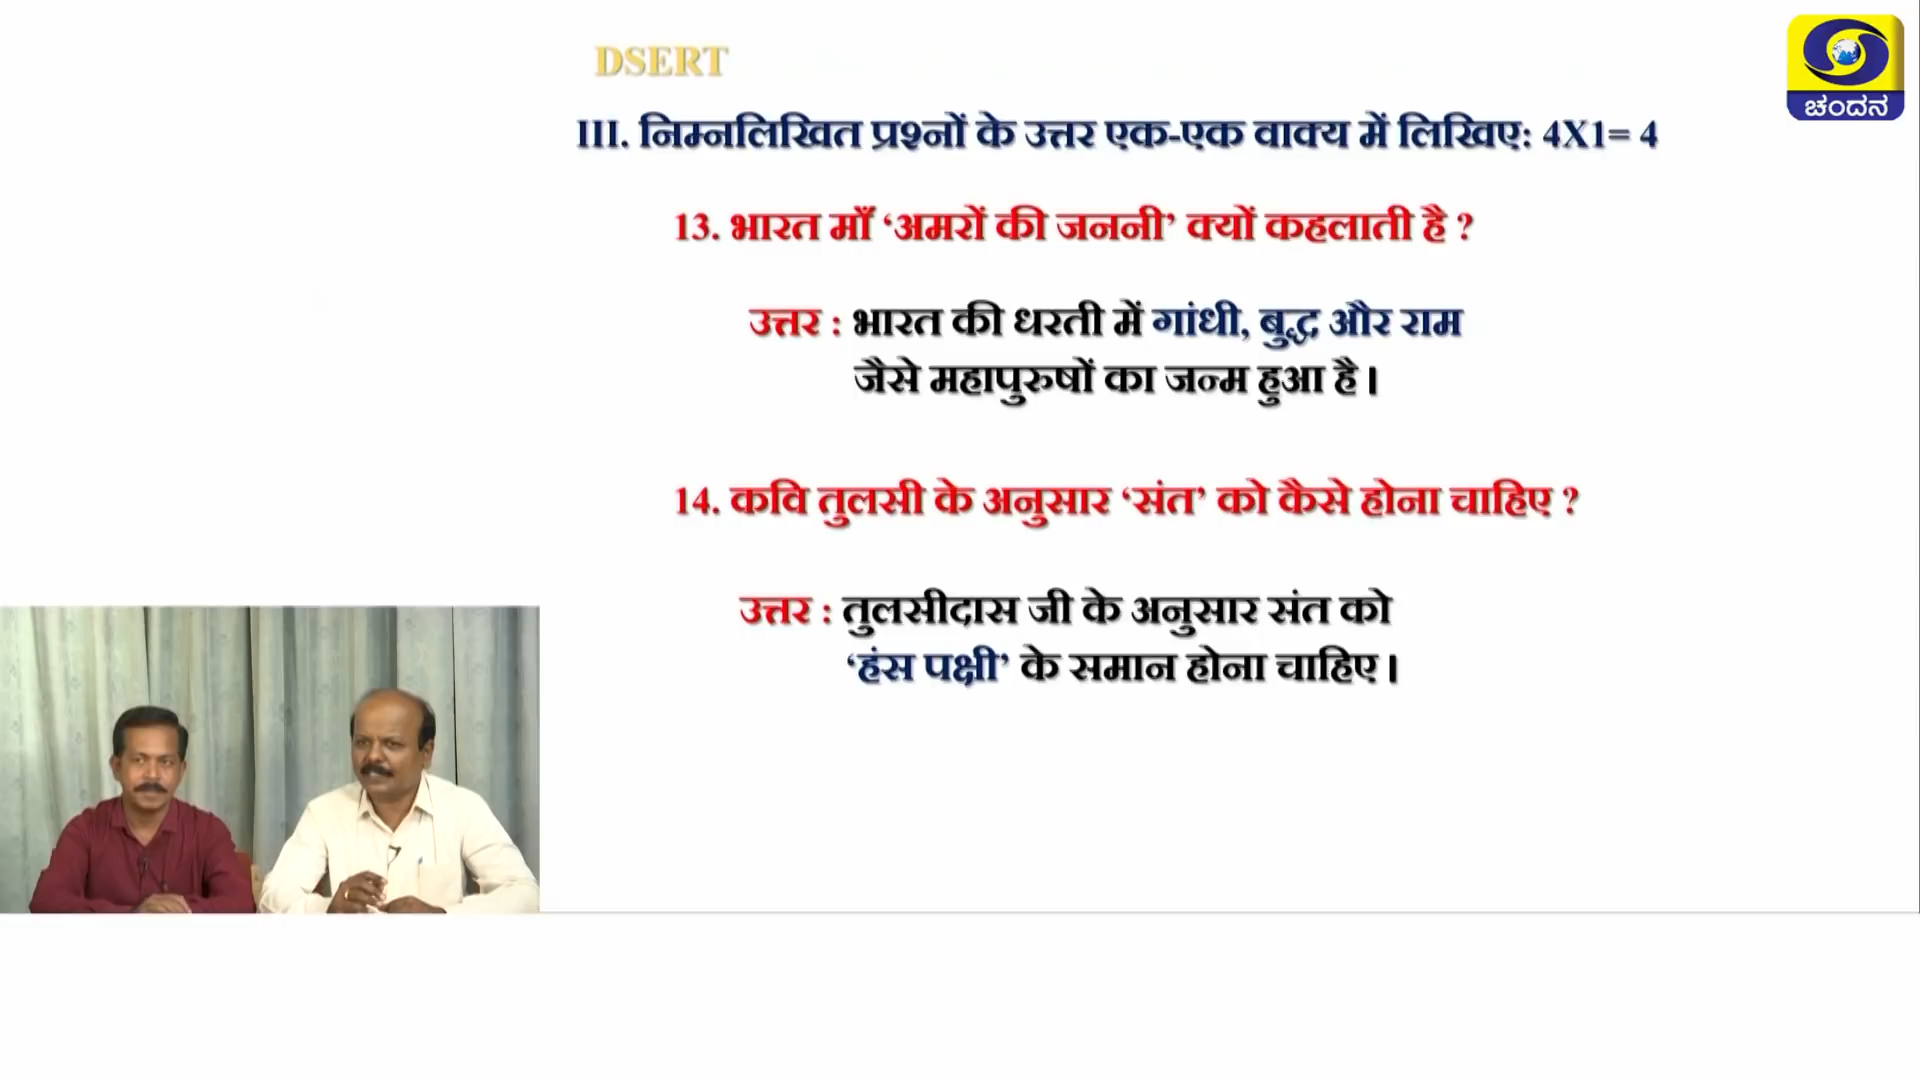 DSERT
ಚಂದನ
III. निम्नलिखित प्रश्नों के उत्तर एक-एक वाक्य में लिखिए: 4X1= 4
13. भारत माँ ‘अमरों की जननी’ क्यों कहलाती है ?
उत्तर : भारत की धरती में गांधी, बुद्ध और राम
जैसे महापुरुषों का जन्म हुआ है।
14. कवि तुलसी के अनुसार ‘संत’ को कैसे होना चाहिए ?
उत्तर : तुलसीदास जी के अनुसार संत को
‘हंस पक्षी’ के समान होना चाहिए।